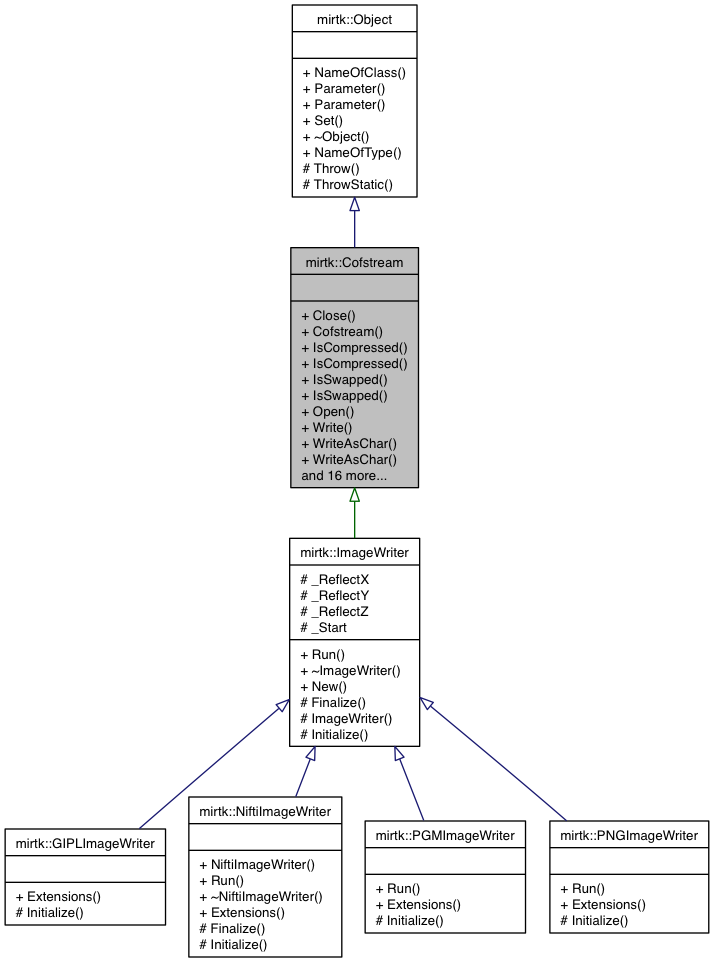 mirtk::Object
+ NameOfClass()
+ Parameter()
+ Parameter()
+ Set()
+ ~Object()
+ NameOfType()
# Throw()
# ThrowStatic()
mirtk::Cofstream
+ Close()
+ Cofstream()
+ IsCompressed()
+ IsCompressed()
+ IsSwapped()
+ IsSwapped()
+ Open()
+ Write()
+ WriteAsChar()
+ WriteAsChar()
and 16 more...
mirtk::ImageWriter
# _ReflectX
# _ReflectY
# _ReflectZ
# _Start
+ Run()
+ ~ImageWriter()
+ New()
# Finalize()
# ImageWriter()
# Initialize()
mirtk::GIPLImageWriter
+ Extensions()
# Initialize()
mirtk::NiftiImageWriter
+ NiftiImageWriter()
+ Run()
+ ~NiftiImageWriter()
+ Extensions()
# Finalize()
# Initialize()
mirtk::PGMImageWriter
+ Run()
+ Extensions()
# Initialize()
mirtk::PNGImageWriter
+ Run()
+ Extensions()
# Initialize()